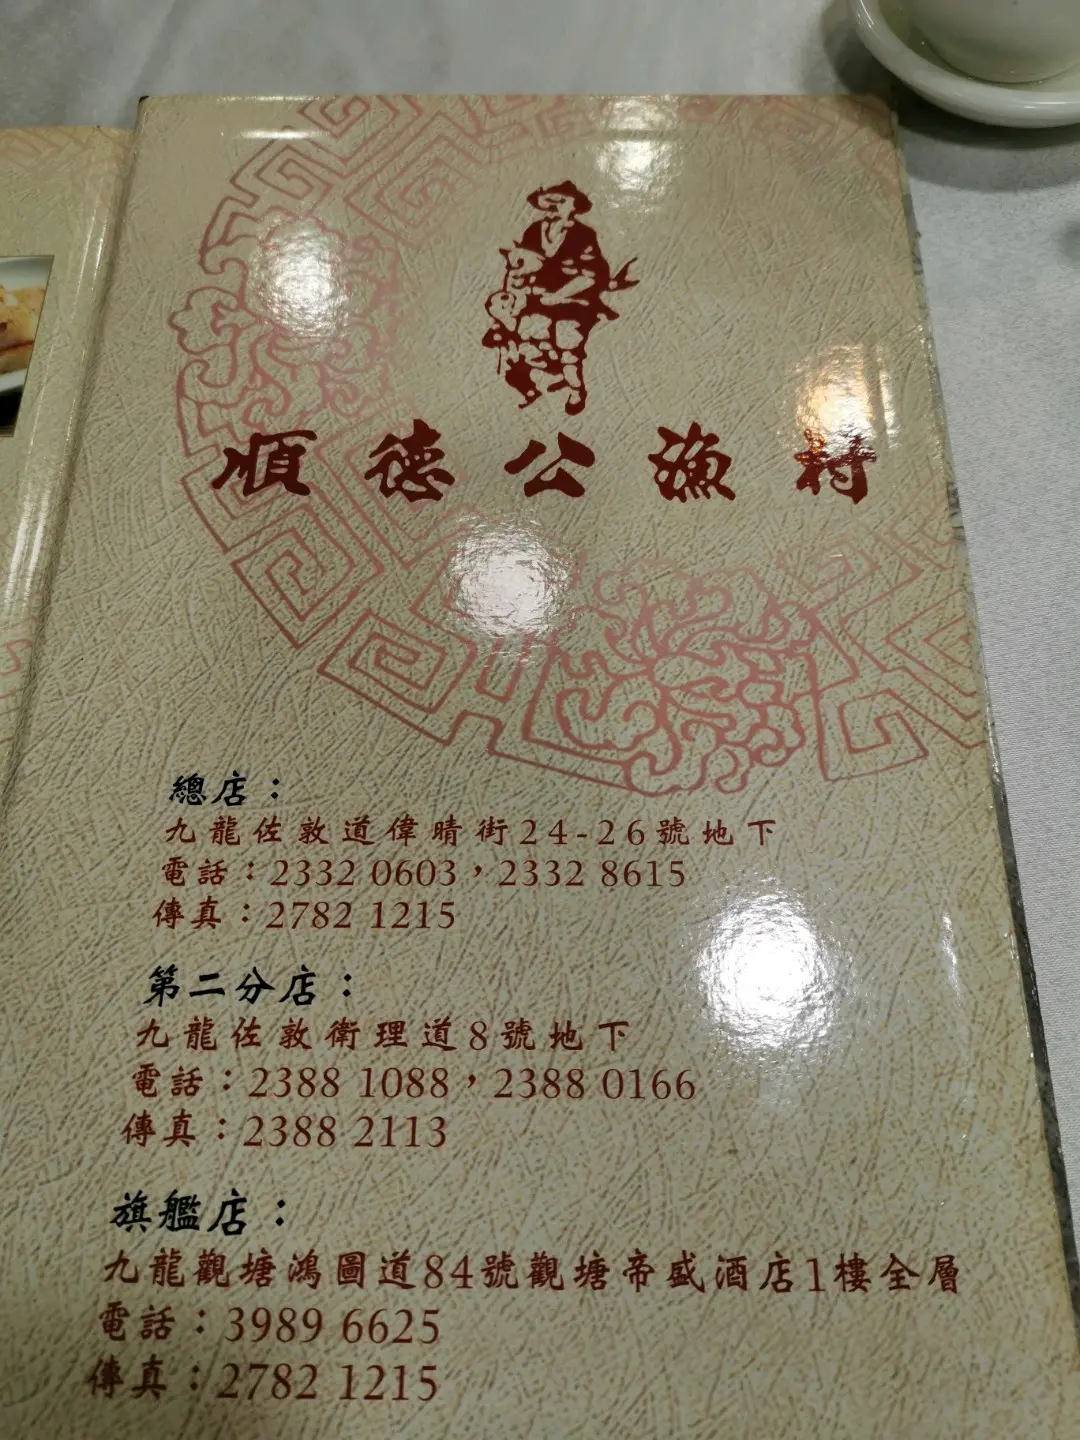 順德公漁村
總店：
九龍佐敦道偉晴街24-26號地下
電話：2332 0603，2332 8615
傳真：2782 1215
第二分店：
九龍佐敦衛理道8號地下
電話：2388 1088，2388 0166
傳真：2388 2113
旗艦店：
九龍觀塘鴻圖道84號觀塘帝盛酒店1樓全層
電話：3989 6625
傳真：2782 1215